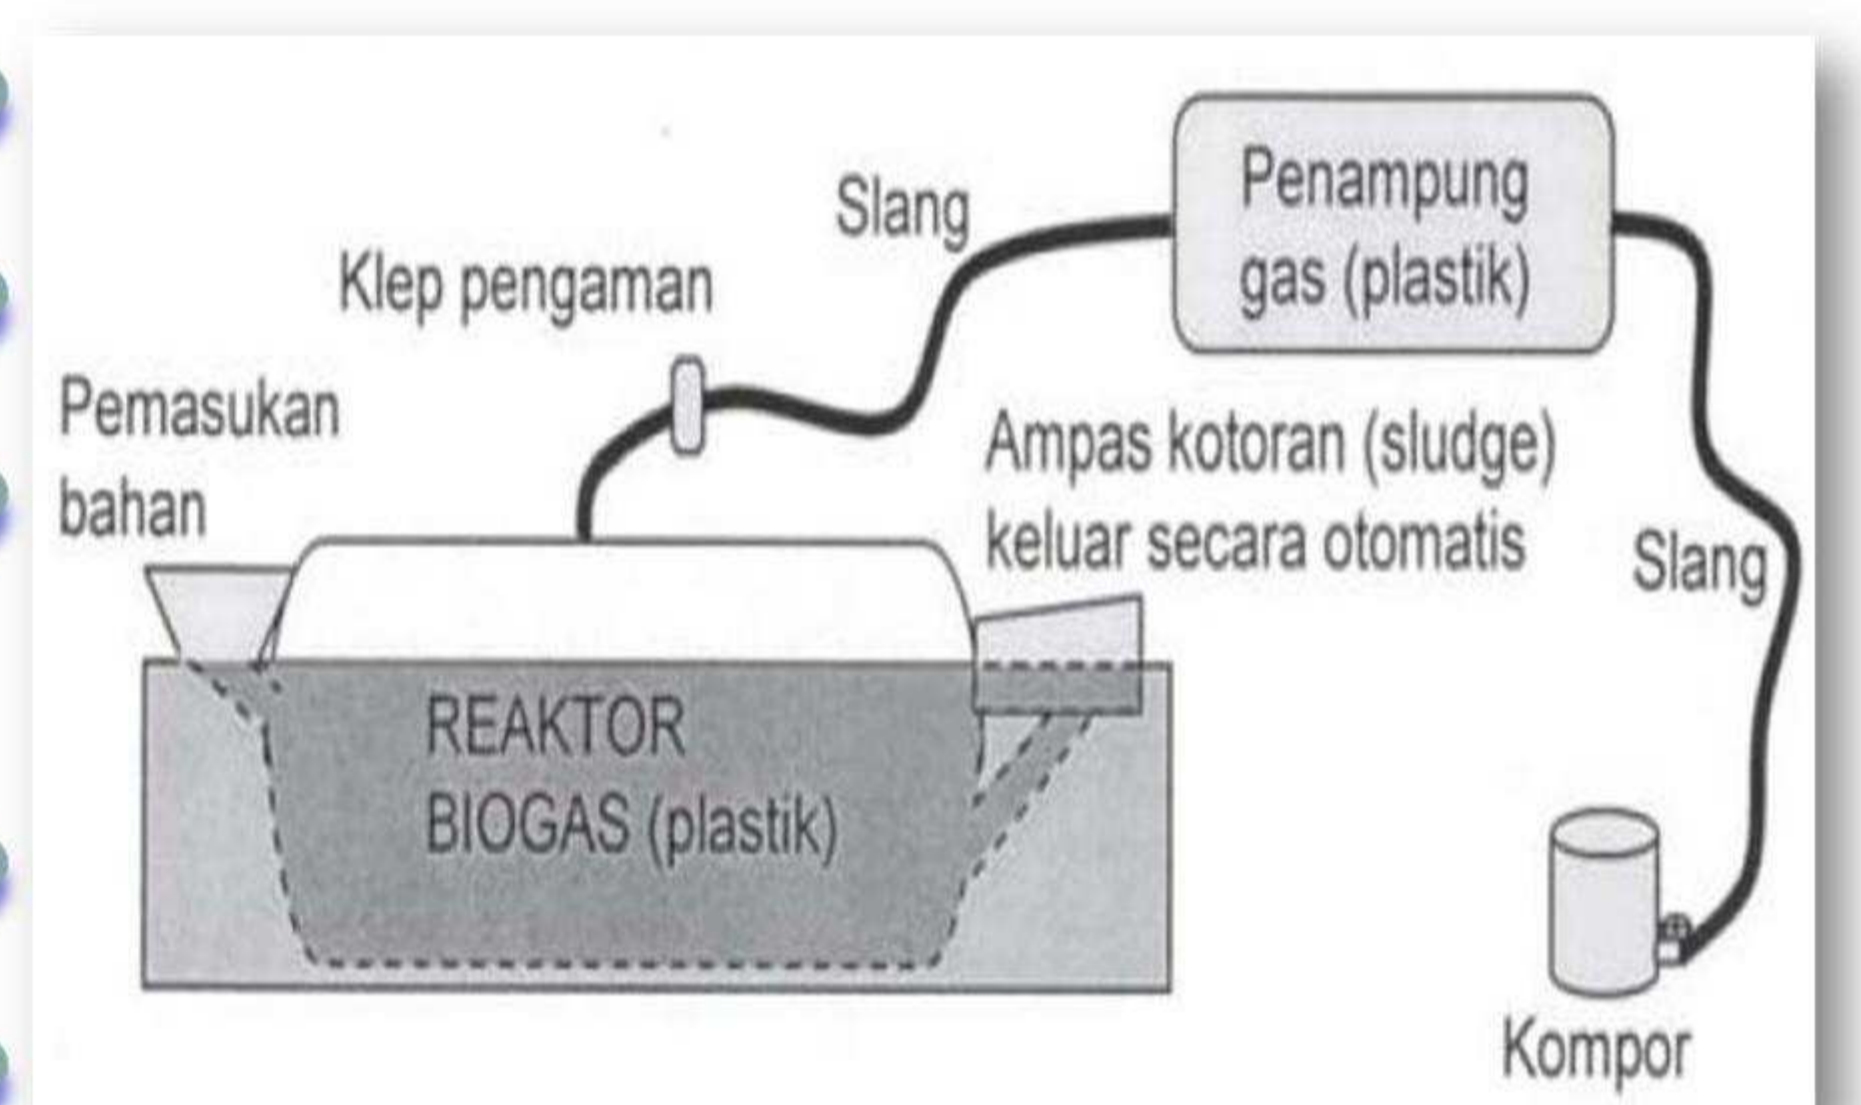 Penampung
gas (plastik)
Slang
Klep pengaman
Pemasukan
bahan
Ampas kotoran (sludge)
keluar secara otomatis
Slang
REAKTOR
BIOGAS (plastik)
Kompor